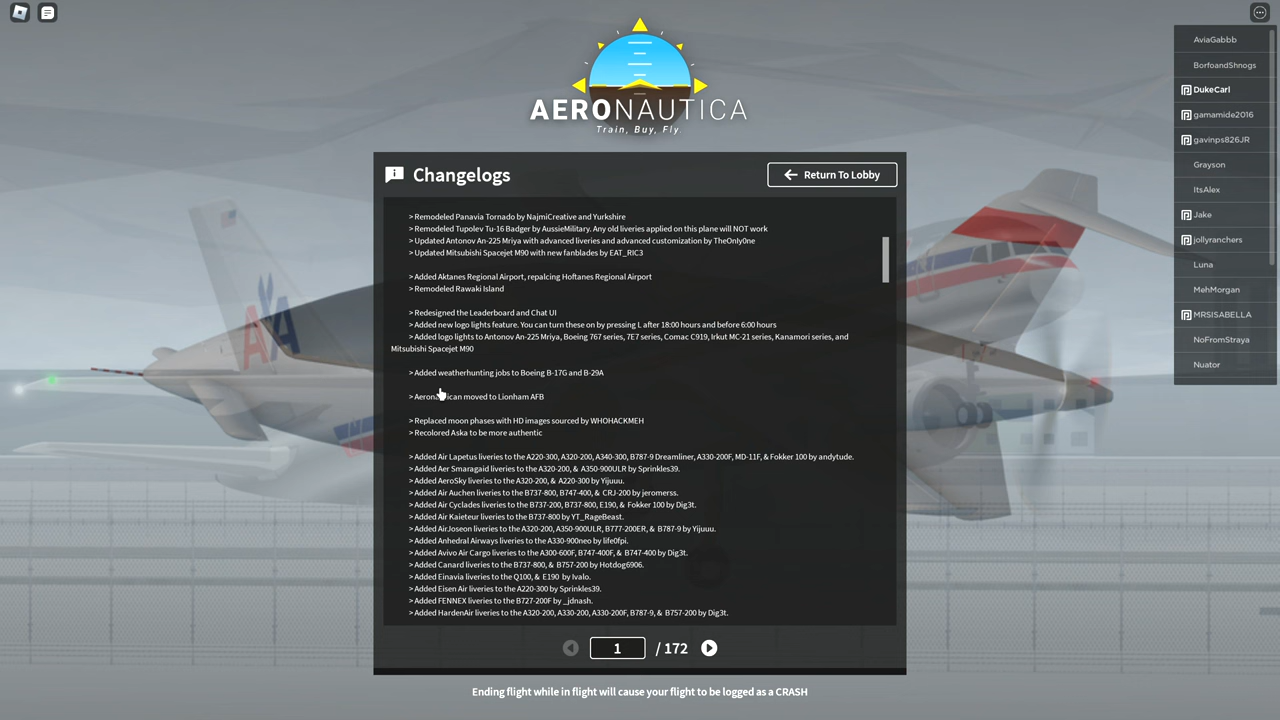 AERONAUTICA
Train, Buy, Fly.
Changelogs
Return To Lobby
> Remodeled Panavia Tornado by NajmiCreative and Yurkshire
> Remodeled Tupolev Tu-16 Badger by AussieMilitary. Any old liveries applied on this plane will NOT work
> Updated Antonov An-225 Mriya with advanced liveries and advanced customization by TheOnly0ne
> Updated Mitsubishi Spacejet M90 with new fanblades by EAT_RIC3
> Added Aktanes Regional Airport, repalcing Hoftanes Regional Airport
> Remodeled Rawaki Island
> Redesigned the Leaderboard and Chat UI
> Added new logo lights feature. You can turn these on by pressing L after 18:00 hours and before 6:00 hours
> Added logo lights to Antonov An-225 Mriya, Boeing 767 series, 7E7 series, Comac C919, Irkut MC-21 series, Kanamori series, and
Mitsubishi Spacejet M90
> Added weatherhunting jobs to Boeing B-17G and B-29A
> moved to Lionham AFB
> Replaced moon phases with HD images sourced by WHOHACKMEH
> Recolored Aska to be more authentic
> Added Air Lapetus liveries to the A220-300, A320-200, A340-300, B787-9 Dreamliner, A330-200F, MD-11F, & Fokker 100 by andytude.
> Added Aer Smaragaid liveries to the A320-200, & A350-900ULR by Sprinkles39.
> Added AeroSky liveries to the A320-200, & A220-300 by Yijuuu.
> Added Air Auchen liveries to the B737-800, B747-400, & CRJ-200 by jeromerss.
> Added Air Cyclades liveries to the B737-200, B737-800, E190, & Fokker 100 by Dig3t.
> Added Air Kaieteur liveries to the B737-800 by YT_RageBeast.
> Added AirJoseon liveries to the A320-200, A350-900ULR, B777-200ER, & B787-9 by Yijuuu.
> Added Anhedral Airways liveries to the A330-900neo by life0fpi.
> Added Avivo Air Cargo liveries to the A300-600F, B747-400F, & B747-400 by Dig3t.
> Added Canard liveries to the B737-800, & B757-200 by Hotdog6906.
> Added Einavia liveries to the Q100, & E190 by Ivalo.
> Added Eisen Air liveries to the A220-300 by Sprinkles39.
> Added FENNEX liveries to the B727-200F by _jdnash.
> Added HardenAir liveries to the A320-200, A330-200, A330-200F, B787-9, & B757-200 by Dig3t.
1 / 172
Ending flight while in flight will cause your flight to be logged as a CRASH
AviaGabbb
BorfoandShnogs
DukeCarl
gamamide2016
gavinps826JR
Grayson
ItsAlex
Jake
jollyranchers
Luna
MehMorgan
MRSISABELLA
NoFromStraya
Nuator
AA